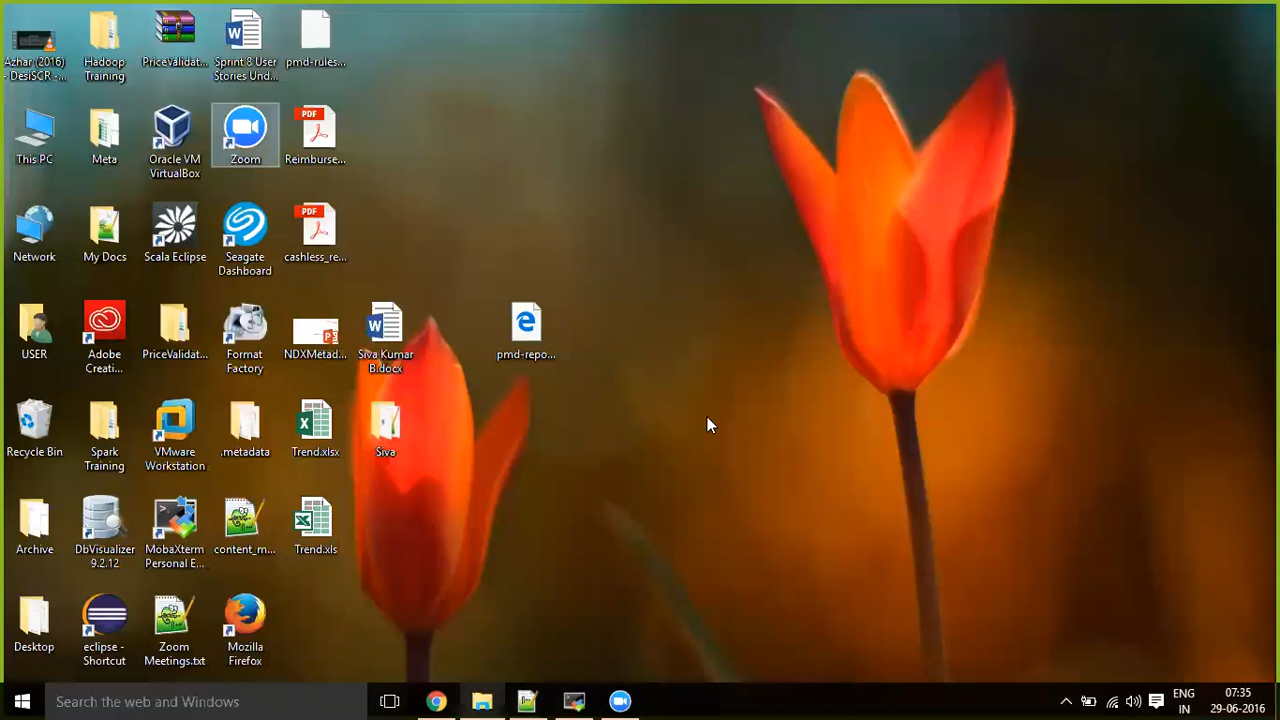 Azhar (2016)
- DesiSCR -...
Hadoop
Training
PriceValidat...
Sprint 8 User
Stories Und...
pmd-rules...
This PC
Meta
Oracle VM
VirtualBox
Zoom
PDF
Reimburse...
Network
My Docs
Scala Eclipse
Seagate
Dashboard
PDF
cashless_re...
USER
Adobe
Creati...
PriceValidat...
Format
Factory
NDXMetad...
Siva Kumar
B.docx
pmd-repo...
Recycle Bin
Spark
Training
VMware
Workstation
.metadata
Trend.xlsx
Siva
Archive
DbVisualizer
9.2.12
MobaXterm
Personal E...
content_m...
Trend.xls
Desktop
eclipse -
Shortcut
Zoom
Meetings.txt
Mozilla
Firefox
Search the web and Windows
ENG
IN
07:35
29-06-2016